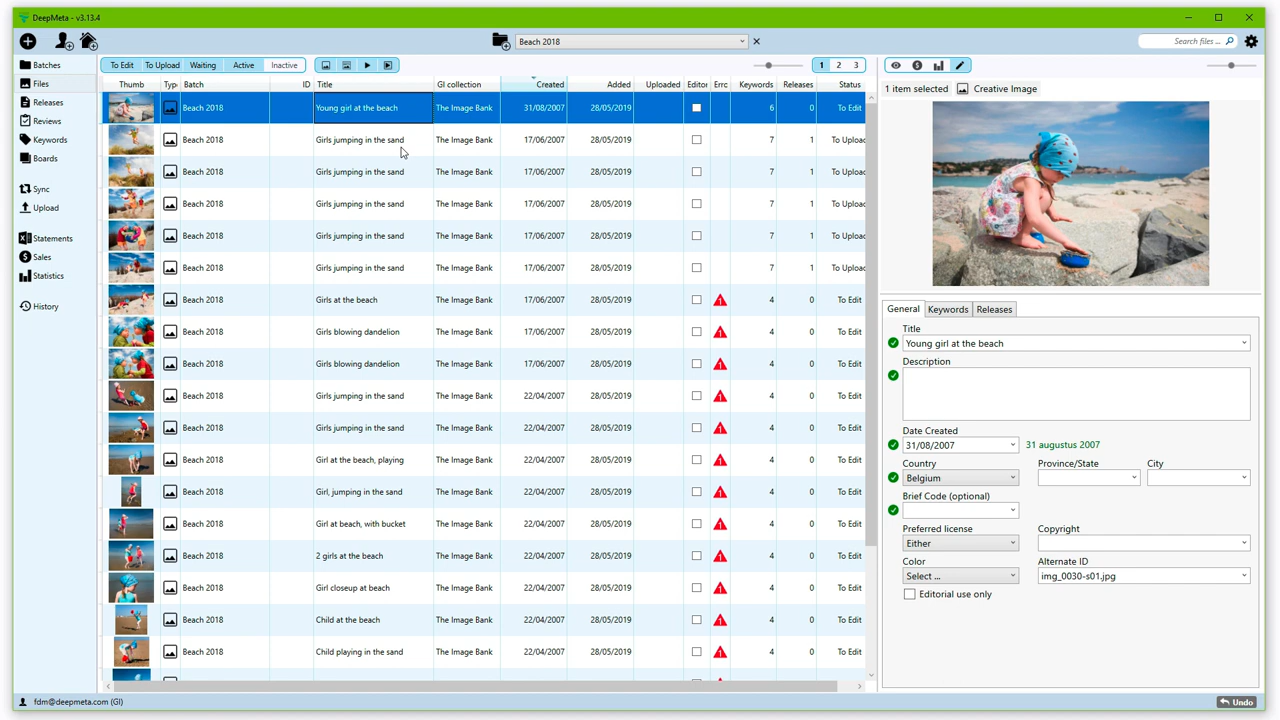 DeepMeta - v3.13.4
Beach 2018
Search files...
Batches
Files
Releases
Reviews
Keywords
Boards
Sync
Upload
Statements
Sales
Statistics
History
To Edit To Upload Waiting Active Inactive
1 2 3
Thumb Typ Batch ID Title GI collection Created Added Uploaded Editor Errc Keywords Releases Status
Beach 2018 Young girl at the beach The Image Bank 31/08/2007 28/05/2019 6 0 To Edit
Beach 2018 Girls jumping in the sand The Image Bank 17/06/2007 28/05/2019 7 1 To Upload
Beach 2018 Girls jumping in the sand The Image Bank 17/06/2007 28/05/2019 7 1 To Upload
Beach 2018 Girls jumping in the sand The Image Bank 17/06/2007 28/05/2019 7 1 To Upload
Beach 2018 Girls jumping in the sand The Image Bank 17/06/2007 28/05/2019 7 1 To Upload
Beach 2018 Girls jumping in the sand The Image Bank 17/06/2007 28/05/2019 7 1 To Upload
Beach 2018 Girls at the beach The Image Bank 17/06/2007 28/05/2019 1 4 0 To Edit
Beach 2018 Girls blowing dandelion The Image Bank 17/06/2007 28/05/2019 1 4 0 To Edit
Beach 2018 Girls blowing dandelion The Image Bank 17/06/2007 28/05/2019 1 4 0 To Edit
Beach 2018 Girls jumping in the sand The Image Bank 22/04/2007 28/05/2019 1 4 0 To Edit
Beach 2018 Girls jumping in the sand The Image Bank 22/04/2007 28/05/2019 1 4 0 To Edit
Beach 2018 Girl at the beach, playing The Image Bank 22/04/2007 28/05/2019 1 4 0 To Edit
Beach 2018 Girl, jumping in the sand The Image Bank 22/04/2007 28/05/2019 1 4 0 To Edit
Beach 2018 Girl at beach, with bucket The Image Bank 22/04/2007 28/05/2019 1 4 0 To Edit
Beach 2018 2 girls at the beach The Image Bank 22/04/2007 28/05/2019 1 4 0 To Edit
Beach 2018 Girl closeup at beach The Image Bank 22/04/2007 28/05/2019 1 4 0 To Edit
Beach 2018 Child at the beach The Image Bank 22/04/2007 28/05/2019 1 4 0 To Edit
Beach 2018 Child playing in the sand The Image Bank 22/04/2007 28/05/2019 1 4 0 To Edit
1 item selected Creative Image
General Keywords Releases
Title
Young girl at the beach
Description
Date Created
31/08/2007 31 augustus 2007
Country Province/State City
Belgium
Brief Code (optional)
Preferred license Copyright
Either
Color Alternate ID
Select ... img_0030-s01.jpg
Editorial use only
fdm@deepmeta.com (GI) Undo